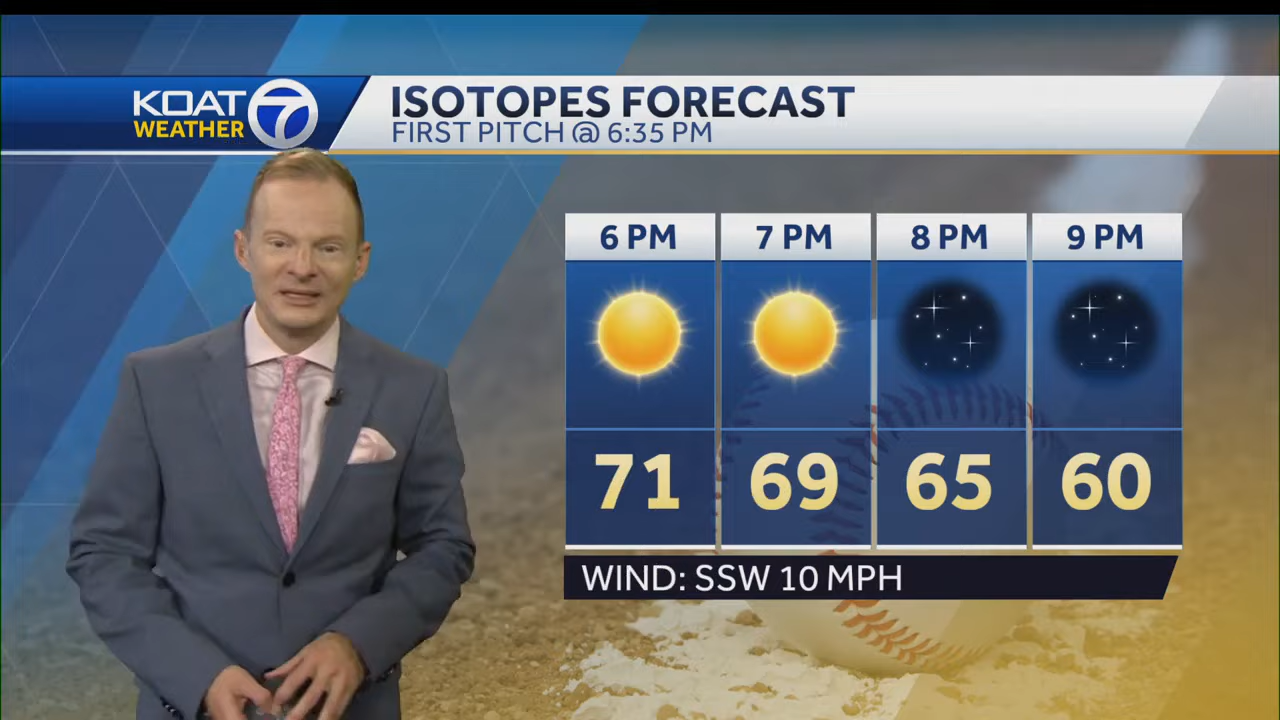 KOAT 7
WEATHER
ISOTOPES FORECAST
FIRST PITCH @ 6:35 PM
6 PM 7 PM 8 PM 9 PM
71 69 65 60
WIND: SSW 10 MPH